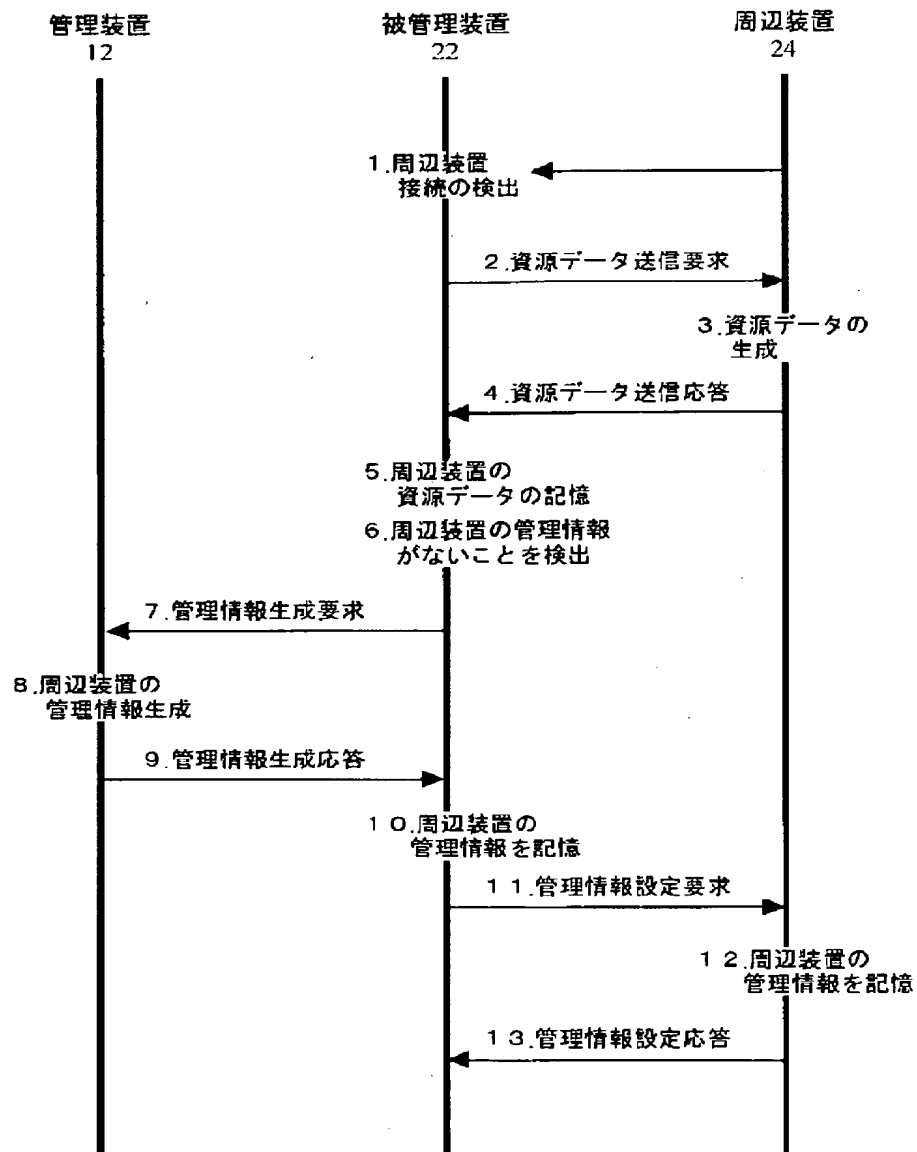 管理装置
12
被管理装置
22
周辺装置
24
1.周辺装置
接続の検出
2.資源データ送信要求
3.資源データの
生成
4.資源データ送信応答
5.周辺装置の
資源データの記憶
6.周辺装置の管理情報
がないことを検出
7.管理情報生成要求
8.周辺装置の
管理情報生成
9.管理情報生成応答
10.周辺装置の
管理情報を記憶
11.管理情報設定要求
12.周辺装置の
管理情報を記憶
13.管理情報設定応答